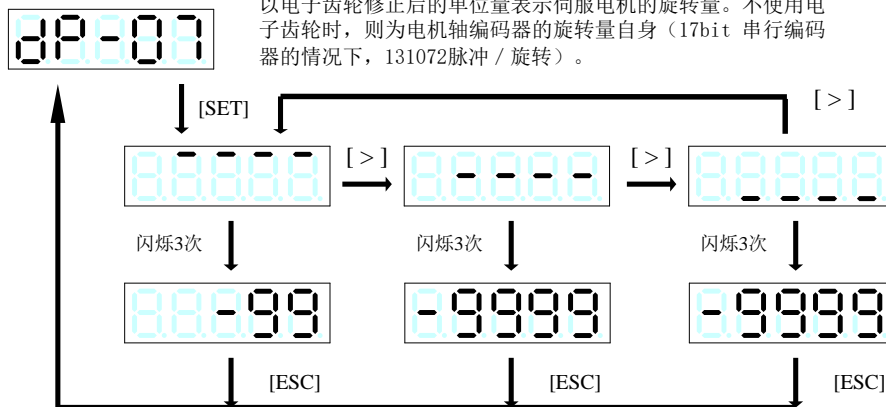 以电子齿轮修正后的单位量表示伺服电机的旋转量。不使用电
子齿轮时，则为电机轴编码器的旋转量自身（17bit 串行编码
器的情况下，131072脉冲／旋转）。
dP-07
[SET]
[ > ]
[ > ]
[ > ]
闪烁3次
闪烁3次
闪烁3次
-99
-9999
-9999
[ESC]
[ESC]
[ESC]